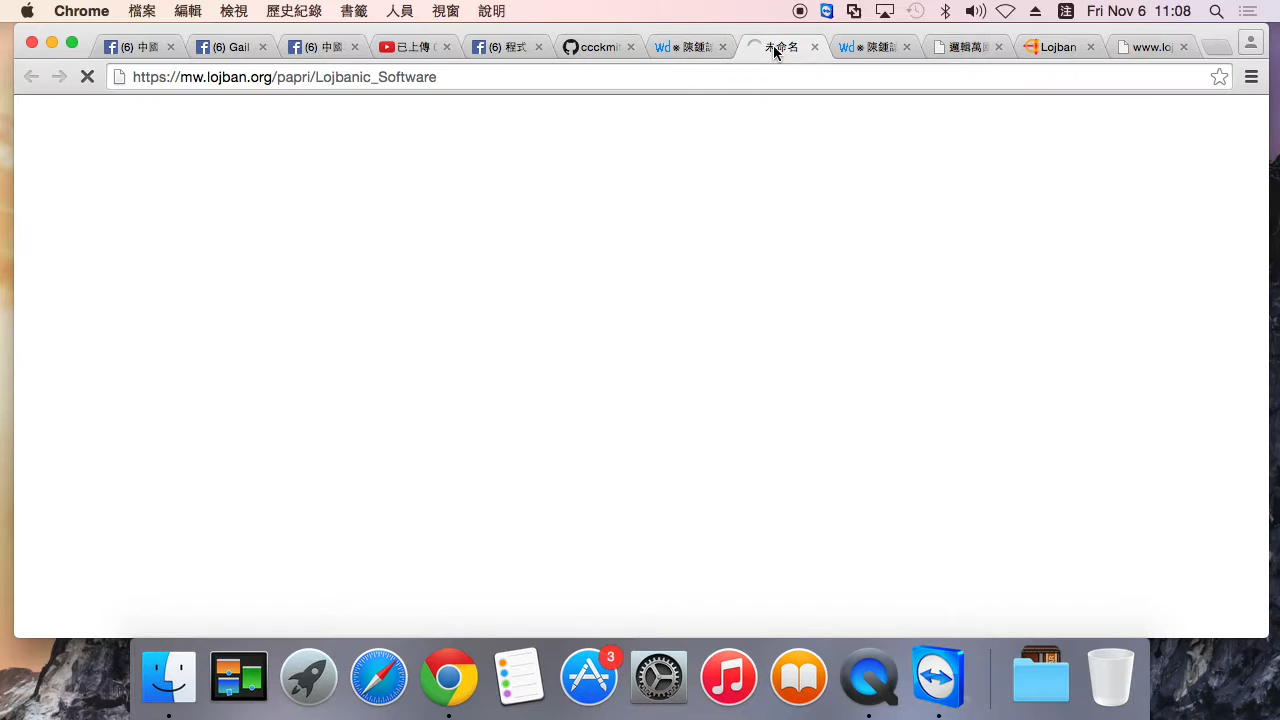 Chrome 檔案 編輯 檢視 歷史紀錄 書籤 人員 視窗 說明 注 Fri Nov 6 11:08
(6) 中國 (6) Gail (6) 中國 已上傳 ( (6) 程式 ccckmit Wd ※ 陳鍾 未命名 Wd ※ 陳鍾 邏輯萬 Lojban www.lo
https://mw.lojban.org/papri/Lojbanic_Software
3